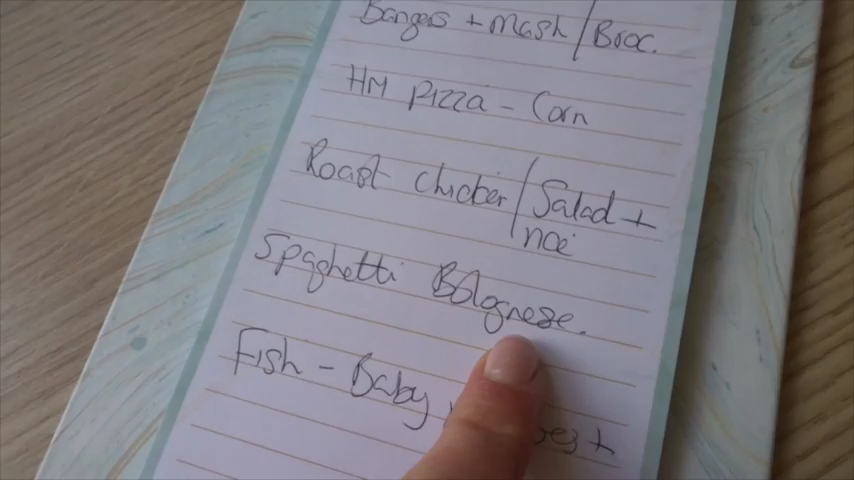 Bangers + Mash / Broc.
HM Pizza - Corn
Roast chicken / Salad +
rice
Spaghetti Bolognese.
Fish - Baby +